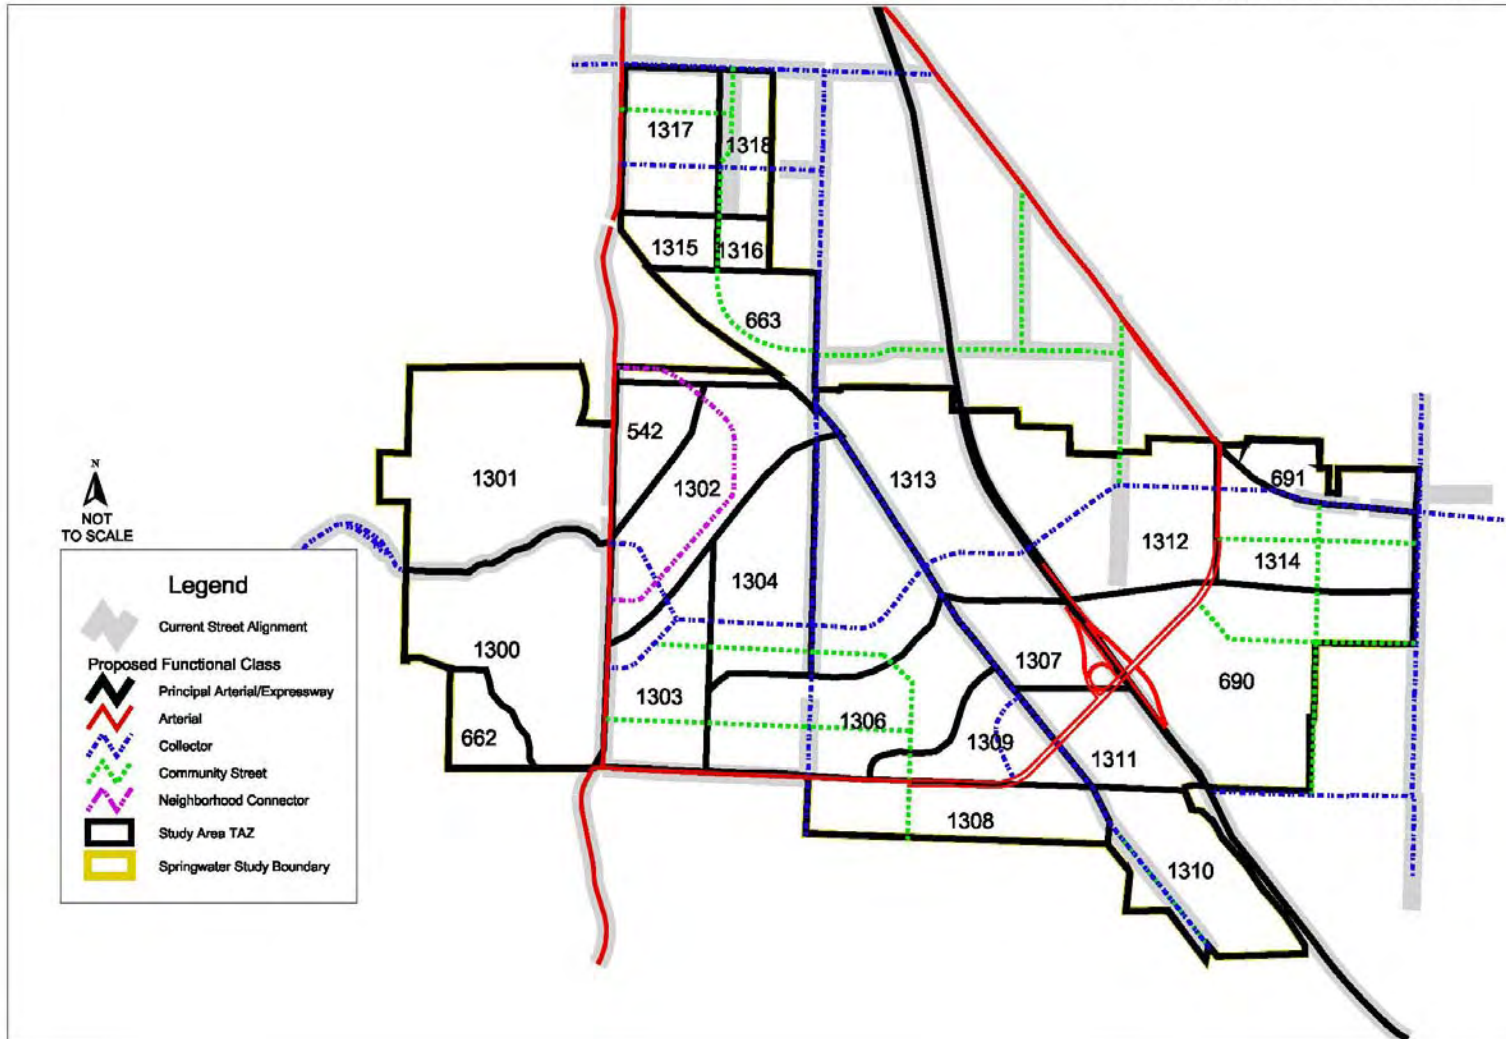 1317
1318
1315
1316
663
542
1301
1302
1313
691
N
NOT
TO SCALE
1312
1314
1304
Legend
Current Street Alignment
Proposed Functional Class
Principal Arterial/Expressway
Arterial
Collector
Community Street
Neighborhood Connector
Study Area TAZ
Springwater Study Boundary
1300
1307
690
1303
1306
662
1309
1311
1308
1310